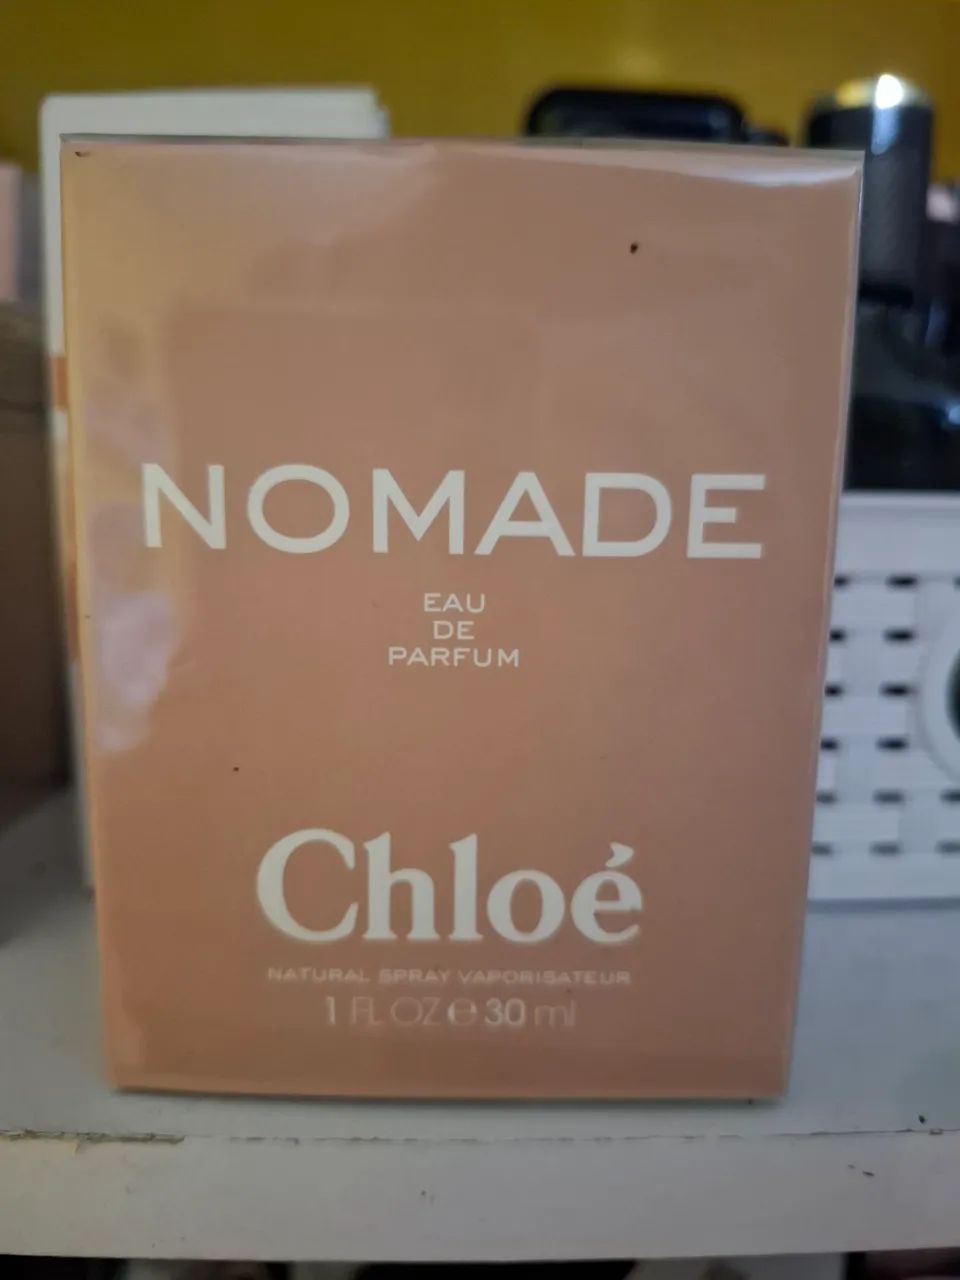 NOMADE
EAU
DE
PARFUM
Chloé
NATURAL SPRAY VAPORISATEUR
1 FL OZ ℮ 30 ml